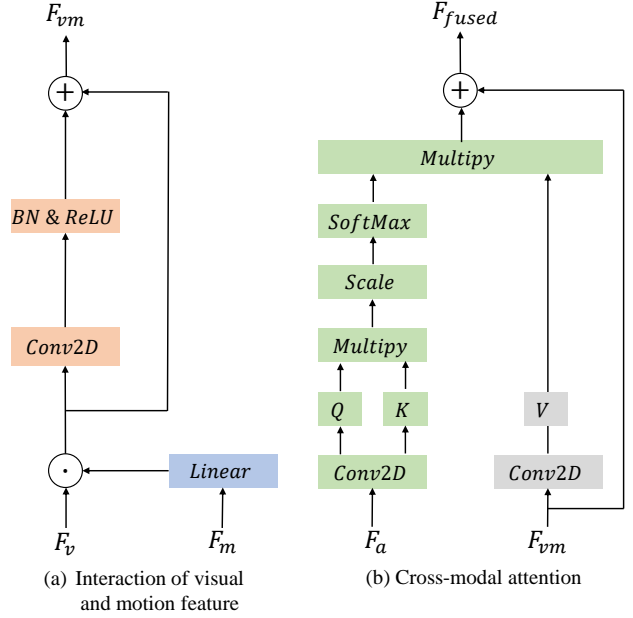 F_vm
+
BN & ReLU
Conv2D
·
Linear
F_v
F_m
(a) Interaction of visual
and motion feature
F_fused
+
Multipy
SoftMax
Scale
Multipy
Q
K
V
Conv2D
Conv2D
F_a
F_vm
(b) Cross-modal attention